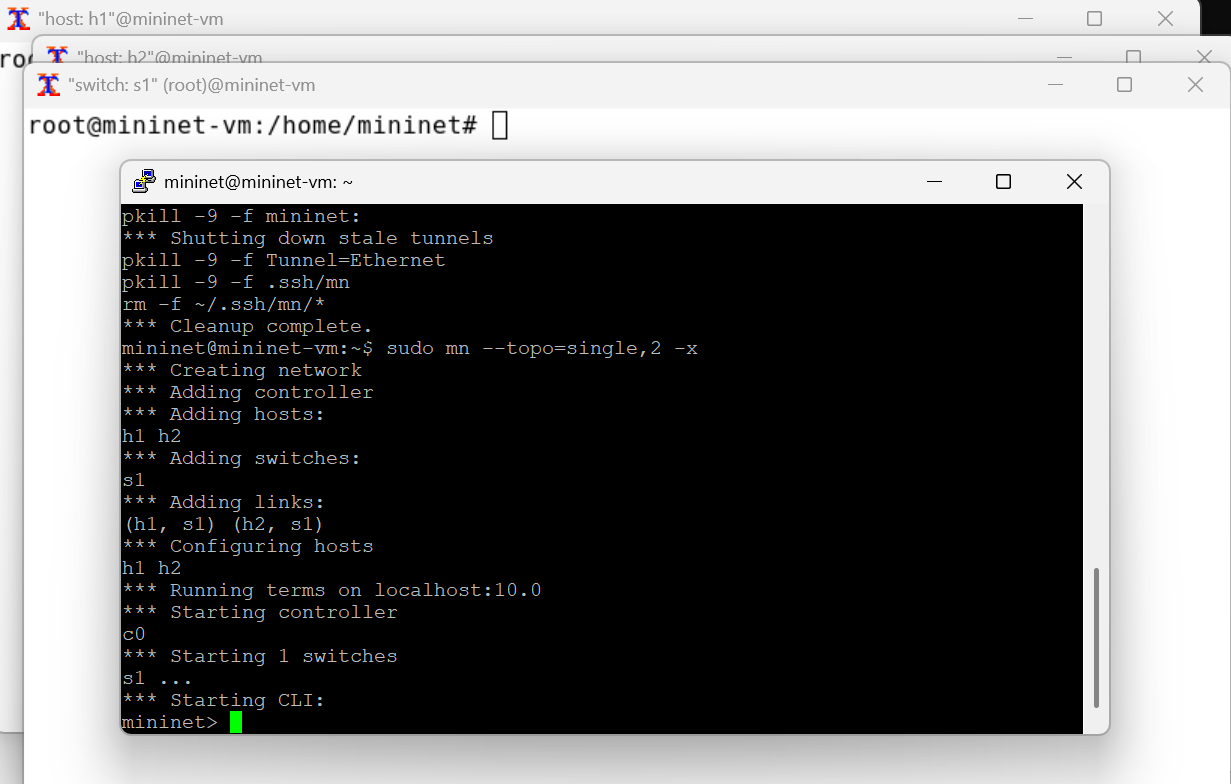 "host: h1"@mininet-vm
"host: h2"@mininet-vm
"switch: s1" (root)@mininet-vm
root@mininet-vm:/home/mininet#
mininet@mininet-vm: ~
pkill -9 -f mininet:
*** Shutting down stale tunnels
pkill -9 -f Tunnel=Ethernet
pkill -9 -f .ssh/mn
rm -f ~/.ssh/mn/*
*** Cleanup complete.
mininet@mininet-vm:~$ sudo mn --topo=single,2 -x
*** Creating network
*** Adding controller
*** Adding hosts:
h1 h2
*** Adding switches:
s1
*** Adding links:
(h1, s1) (h2, s1)
*** Configuring hosts
h1 h2
*** Running terms on localhost:10.0
*** Starting controller
c0
*** Starting 1 switches
s1 ...
*** Starting CLI:
mininet>